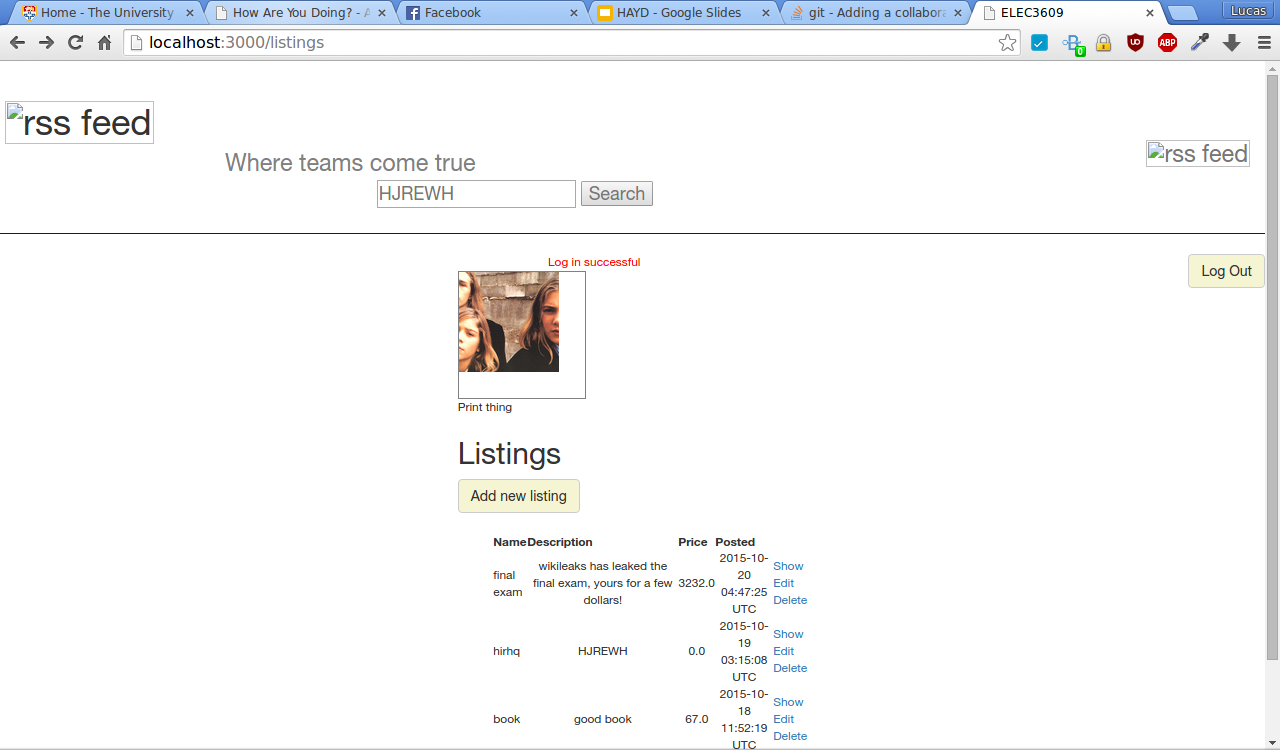 Home - The University
How Are You Doing? - A
Facebook
HAYD - Google Slides
git - Adding a collabora
ELEC3609
Lucas
localhost:3000/listings
0
UO
ABP
rss feed
Where teams come true
rss feed
HJREWH
Search
Log in successful
Log Out
Print thing
Listings
Add new listing
Name Description Price Posted
final exam
wikileaks has leaked the
final exam, yours for a few
dollars!
3232.0
2015-10-
20
04:47:25
UTC
Show
Edit
Delete
hirhq
HJREWH
0.0
2015-10-
19
03:15:08
UTC
Show
Edit
Delete
book
good book
67.0
2015-10-
18
11:52:19
UTC
Show
Edit
Delete